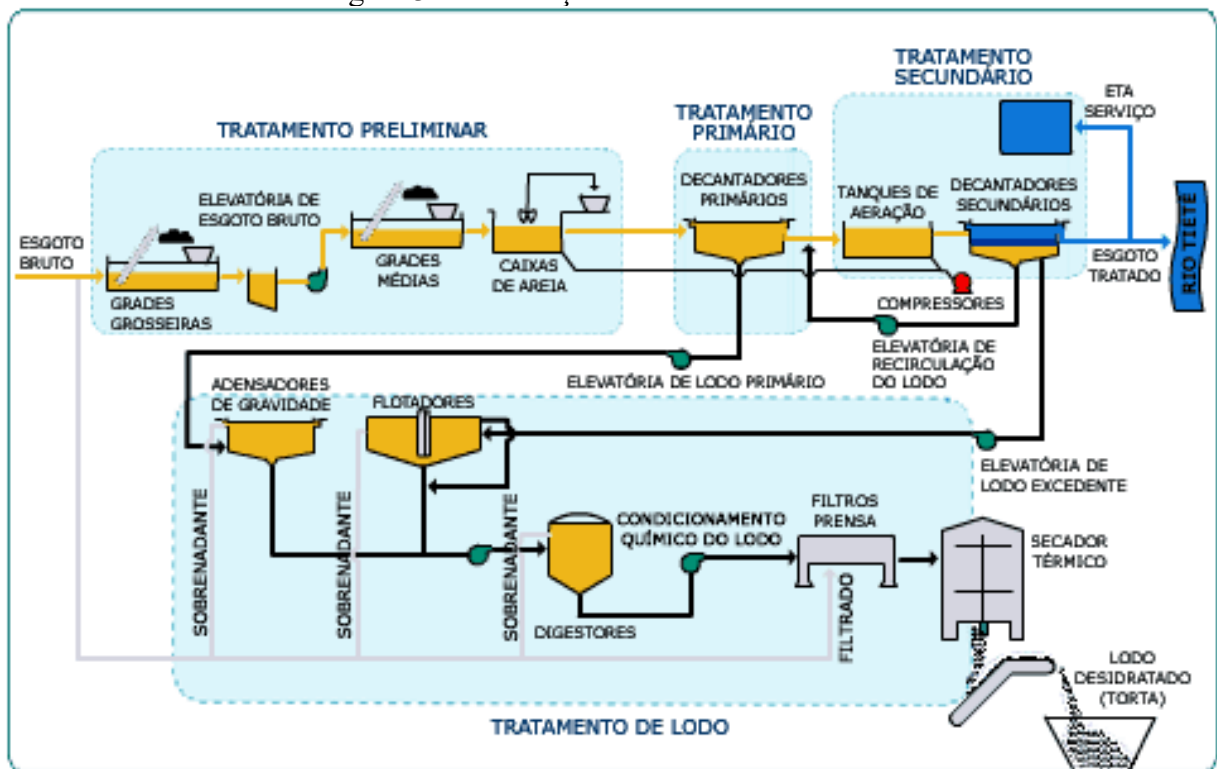 TRATAMENTO
SECUNDÁRIO
ETA
SERVIÇO
TRATAMENTO
PRIMÁRIO
TRATAMENTO PRELIMINAR
DECANTADORES
PRIMÁRIOS
TANQUES DE
AERAÇÃO
DECANTADORES
SECUNDÁRIOS
ELEVATÓRIA DE
ESGOTO BRUTO
ESGOTO
BRUTO
GRADES
GROSSEIRAS
GRADES
MÉDIAS
CAIXAS
DE AREIA
ESGOTO
TRATADO
RIO TIETÊ
COMPRESSORES
ELEVATÓRIA DE
RECIRCULAÇÃO
DO LODO
ELEVATÓRIA DE LODO PRIMÁRIO
ADENSADORES
DE GRAVIDADE
FLOTADORES
ELEVATÓRIA DE
LODO EXCEDENTE
SOBRENADANTE
SOBRENADANTE
SOBRENADANTE
CONDICIONAMENTO
QUÍMICO DO LODO
FILTROS
PRENSA
SECADOR
TÉRMICO
DIGESTORES
FILTRADO
LODO
DESIDRATADO
(TORTA)
TRATAMENTO DE LODO